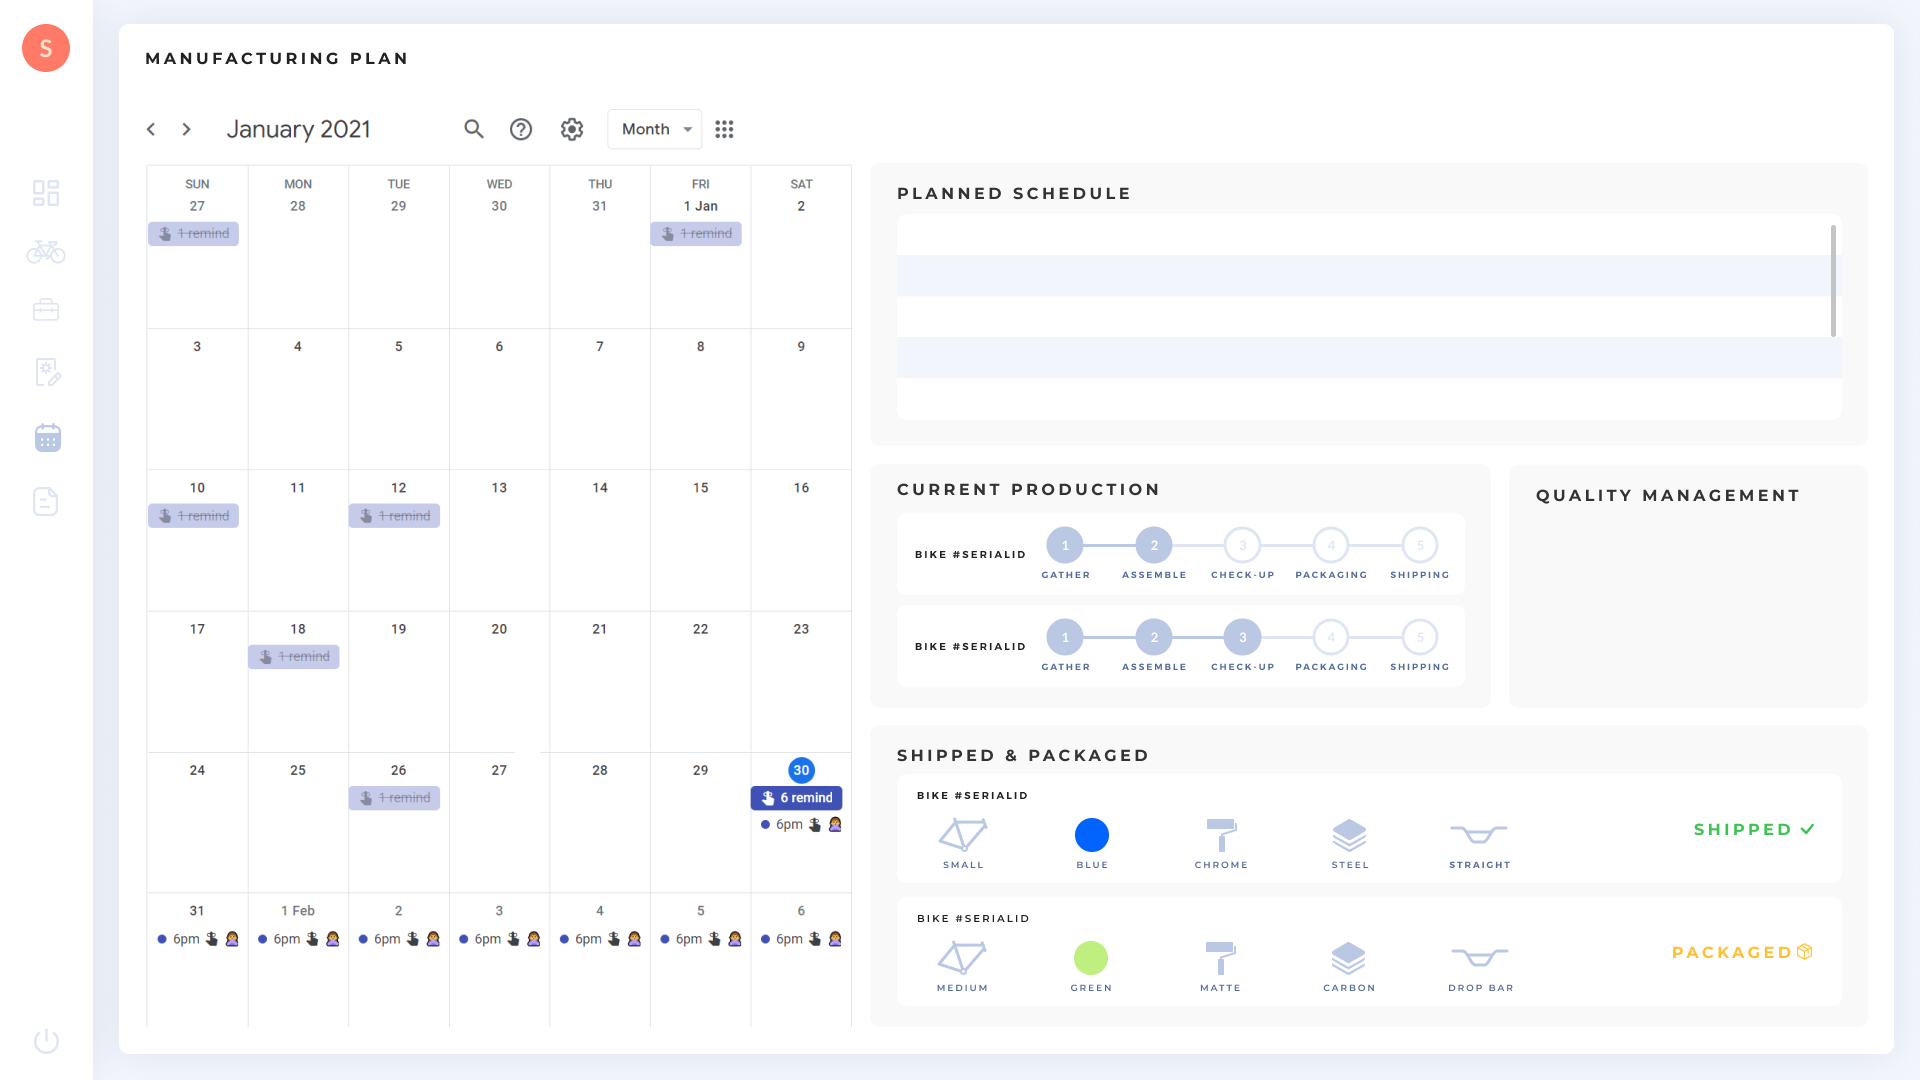 S
MANUFACTURING PLAN
January 2021
Month
SUN MON TUE WED THU FRI SAT
27 28 29 30 31 1 Jan 2
1 remind 1 remind
3 4 5 6 7 8 9
10 11 12 13 14 15 16
1 remind 1 remind
17 18 19 20 21 22 23
1 remind
24 25 26 27 28 29 30
1 remind 6 remind
6pm
31 1 Feb 2 3 4 5 6
6pm 6pm 6pm 6pm 6pm 6pm 6pm
PLANNED SCHEDULE
CURRENT PRODUCTION
BIKE #SERIALID
1 2 3 4 5
GATHER ASSEMBLE CHECK-UP PACKAGING SHIPPING
BIKE #SERIALID
1 2 3 4 5
GATHER ASSEMBLE CHECK-UP PACKAGING SHIPPING
QUALITY MANAGEMENT
SHIPPED & PACKAGED
BIKE #SERIALID
SMALL BLUE CHROME STEEL STRAIGHT
SHIPPED
BIKE #SERIALID
MEDIUM GREEN MATTE CARBON DROP BAR
PACKAGED